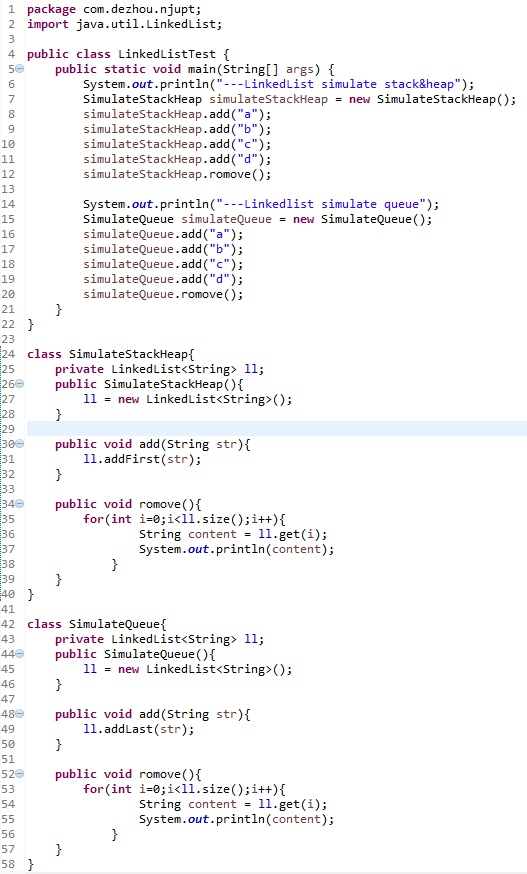 1 package com.dezhou.njupt;
2 import java.util.LinkedList;
3
4 public class LinkedListTest {
5     public static void main(String[] args) {
6         System.out.println("---LinkedList simulate stack&heap");
7         SimulateStackHeap simulateStackHeap = new SimulateStackHeap();
8         simulateStackHeap.add("a");
9         simulateStackHeap.add("b");
10         simulateStackHeap.add("c");
11         simulateStackHeap.add("d");
12         simulateStackHeap.romove();
13
14         System.out.println("---Linkedlist simulate queue");
15         SimulateQueue simulateQueue = new SimulateQueue();
16         simulateQueue.add("a");
17         simulateQueue.add("b");
18         simulateQueue.add("c");
19         simulateQueue.add("d");
20         simulateQueue.romove();
21     }
22 }
23
24 class SimulateStackHeap{
25     private LinkedList<String> ll;
26     public SimulateStackHeap(){
27         ll = new LinkedList<String>();
28     }
29
30     public void add(String str){
31         ll.addFirst(str);
32     }
33
34     public void romove(){
35         for(int i=0;i<ll.size();i++){
36                 String content = ll.get(i);
37                 System.out.println(content);
38             }
39     }
40 }
41
42 class SimulateQueue{
43     private LinkedList<String> ll;
44     public SimulateQueue(){
45         ll = new LinkedList<String>();
46     }
47
48     public void add(String str){
49         ll.addLast(str);
50     }
51
52     public void romove(){
53         for(int i=0;i<ll.size();i++){
54                 String content = ll.get(i);
55                 System.out.println(content);
56             }
57     }
58 }